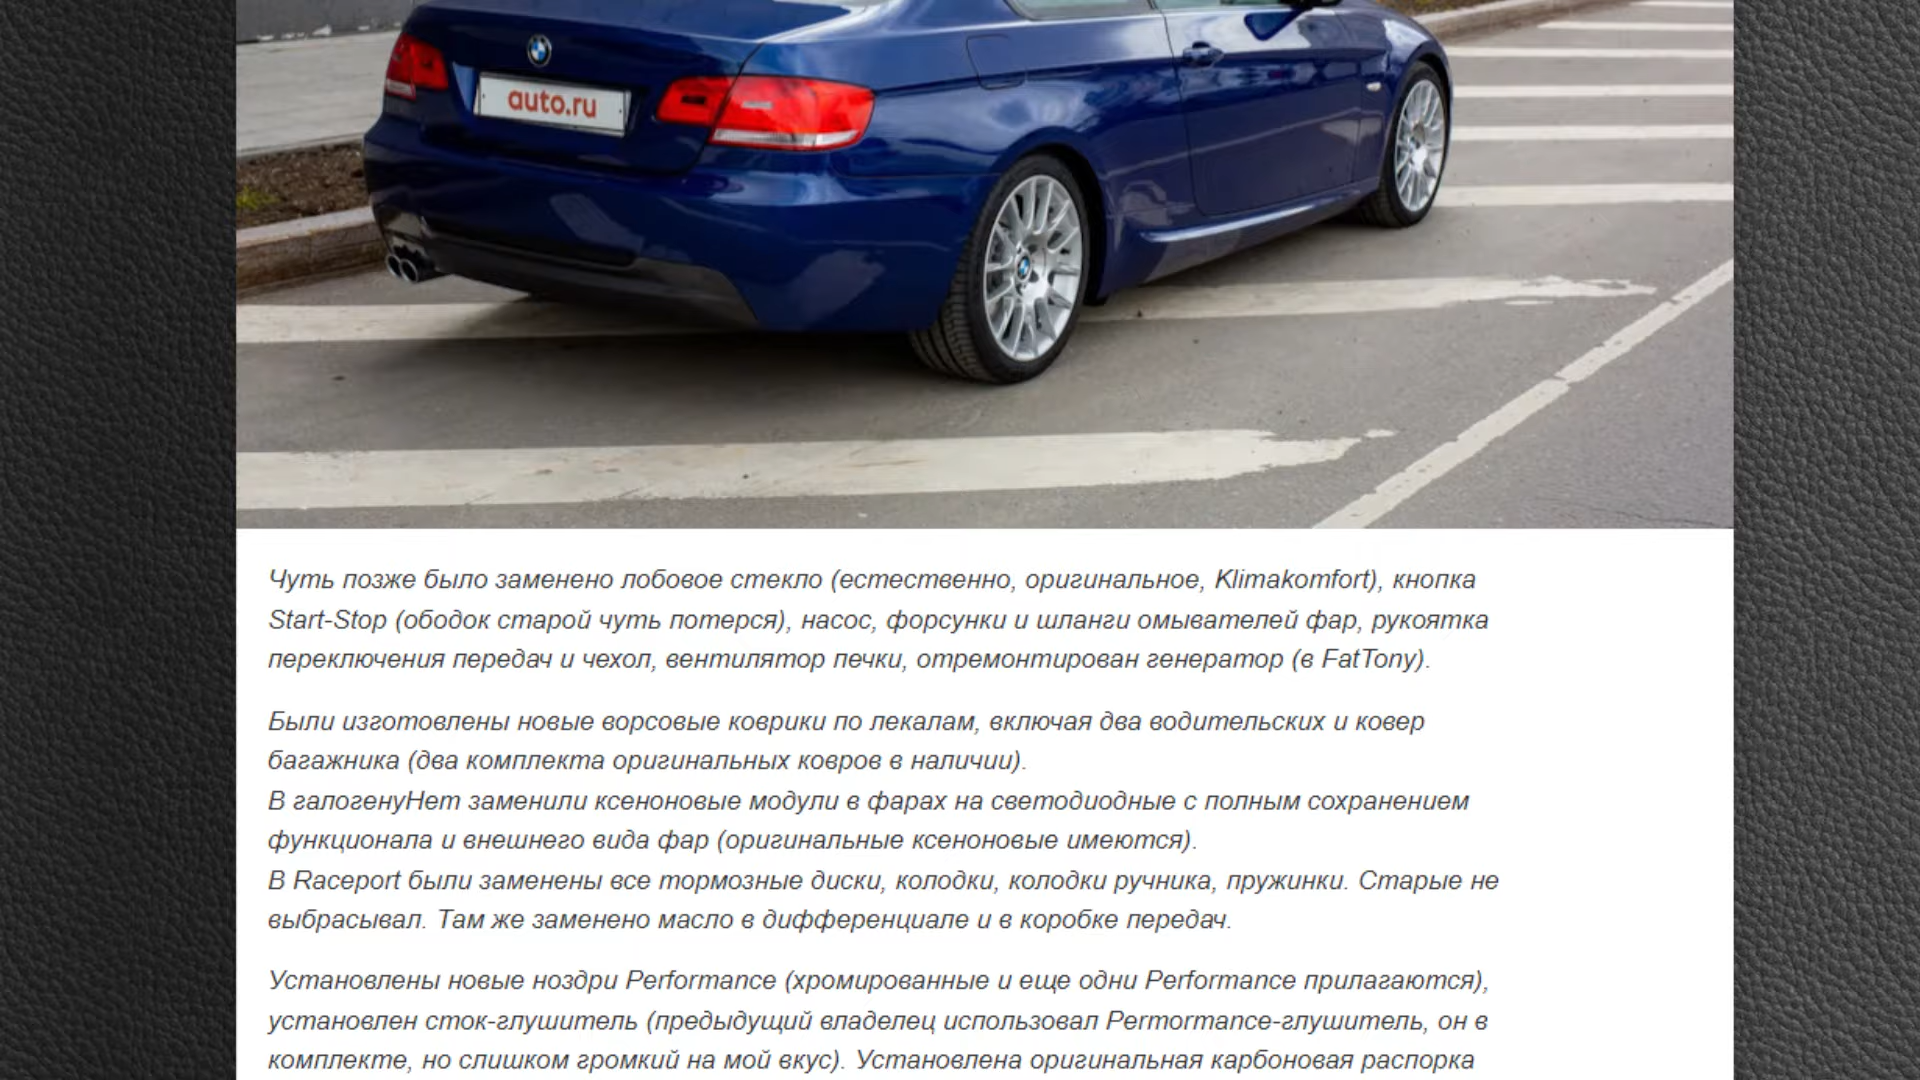 auto.ru
Чуть позже было заменено лобовое стекло (естественно, оригинальное, Klimakomfort), кнопка
Start-Stop (ободок старой чуть потерся), насос, форсунки и шланги омывателей фар, рукоятка
переключения передач и чехол, вентилятор печки, отремонтирован генератор (в FatTony).
Были изготовлены новые ворсовые коврики по лекалам, включая два водительских и ковер
багажника (два комплекта оригинальных ковров в наличии).
В галогенуНет заменили ксеноновые модули в фарах на светодиодные с полным сохранением
функционала и внешнего вида фар (оригинальные ксеноновые имеются).
В Raceport были заменены все тормозные диски, колодки, колодки ручника, пружинки. Старые не
выбрасывал. Там же заменено масло в дифференциале и в коробке передач.
Установлены новые ноздри Performance (хромированные и еще одни Performance прилагаются),
установлен сток-глушитель (предыдущий владелец использовал Permormance-глушитель, он в
комплекте, но слишком громкий на мой вкус). Установлена оригинальная карбоновая распорка